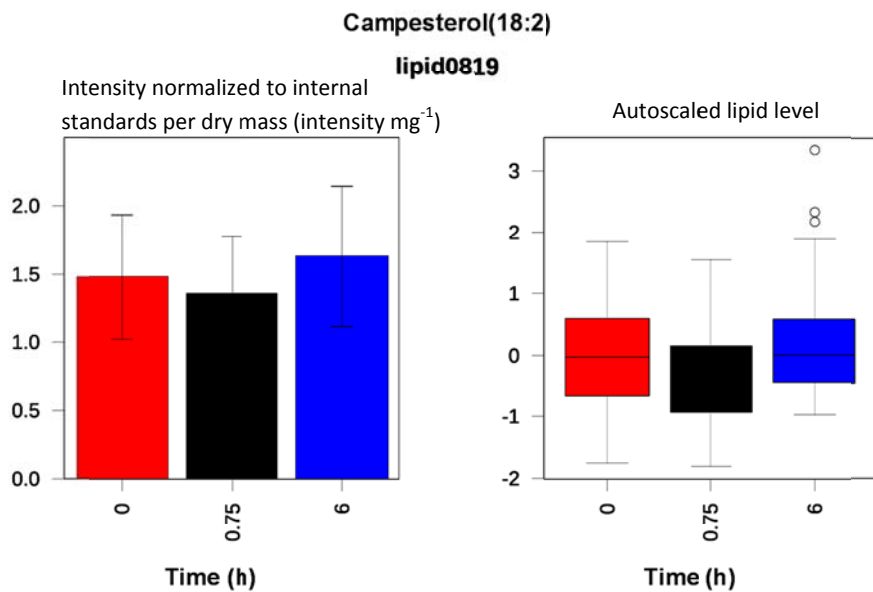 Campesterol(18:2)
lipid0819
Intensity normalized to internal
standards per dry mass (intensity mg⁻¹)
2.0
1.5
1.0
0.5
0.0
0
0.75
6
Time (h)
Autoscaled lipid level
3
2
1
0
-1
-2
0
0.75
6
Time (h)